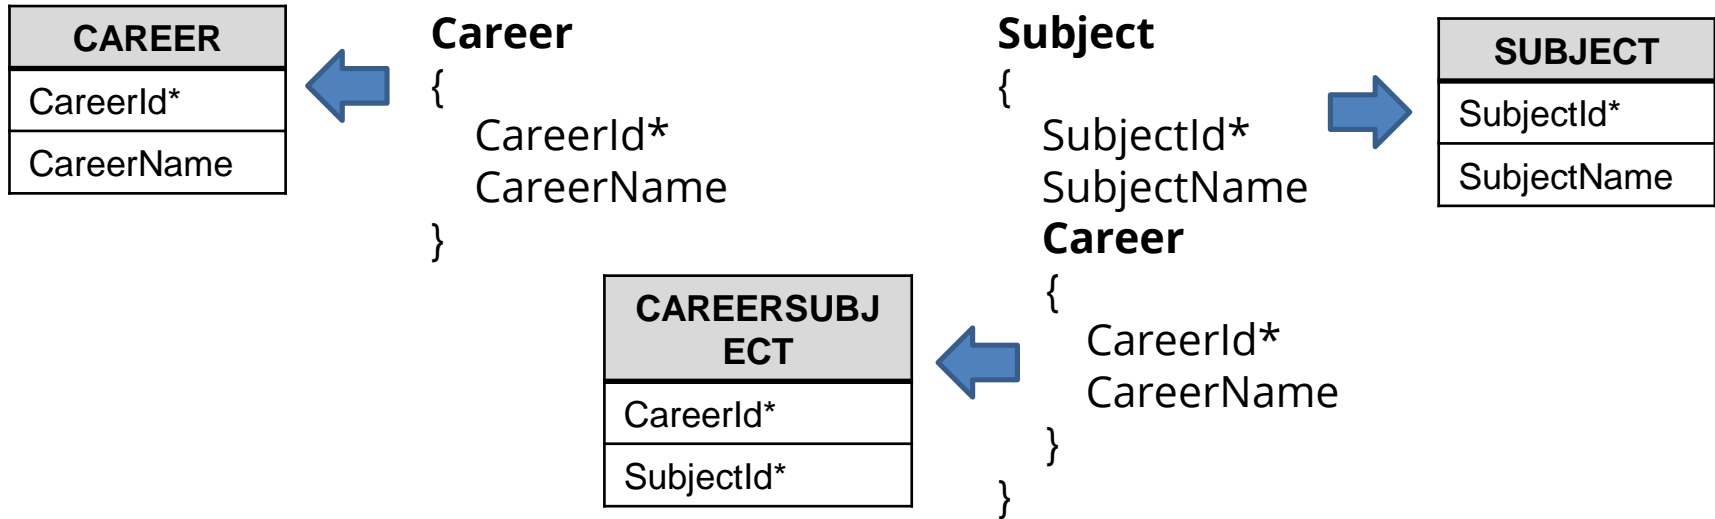 CAREER
CareerId*
CareerName
Career
{
CareerId*
CareerName
}
Subject
{
SubjectId*
SubjectName
Career
{
CareerId*
CareerName
}
}
SUBJECT
SubjectId*
SubjectName
CAREERSUBJ
ECT
CareerId*
SubjectId*